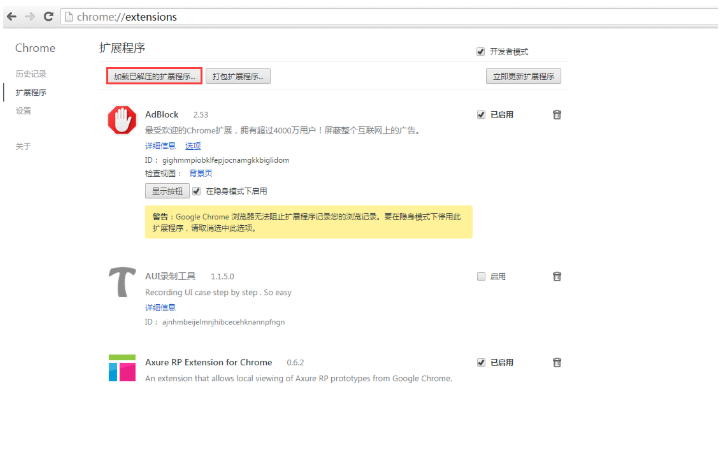 chrome://extensions
Chrome
扩展程序
开发者模式
历史记录
加载已解压的扩展程序...
打包扩展程序...
立即更新扩展程序
扩展程序
设置
关于
AdBlock 2.53
已启用
最受欢迎的Chrome扩展，拥有超过4000万用户！屏蔽整个互联网上的广告。
详细信息 选项
ID： gighmmpiobklfepjocnamgkkbiglidom
检查视图： 背景页
显示按钮 在隐身模式下启用
警告：Google Chrome 浏览器无法阻止扩展程序记录您的浏览记录。要在隐身模式下停用此
扩展程序，请取消选中此选项。
AUI录制工具 1.1.5.0
启用
Recording UI case step by step . So easy
详细信息
ID： ajnhmbeijelmnjhibcecehknannpfngn
Axure RP Extension for Chrome 0.6.2
已启用
An extension that allows local viewing of Axure RP prototypes from Google Chrome.